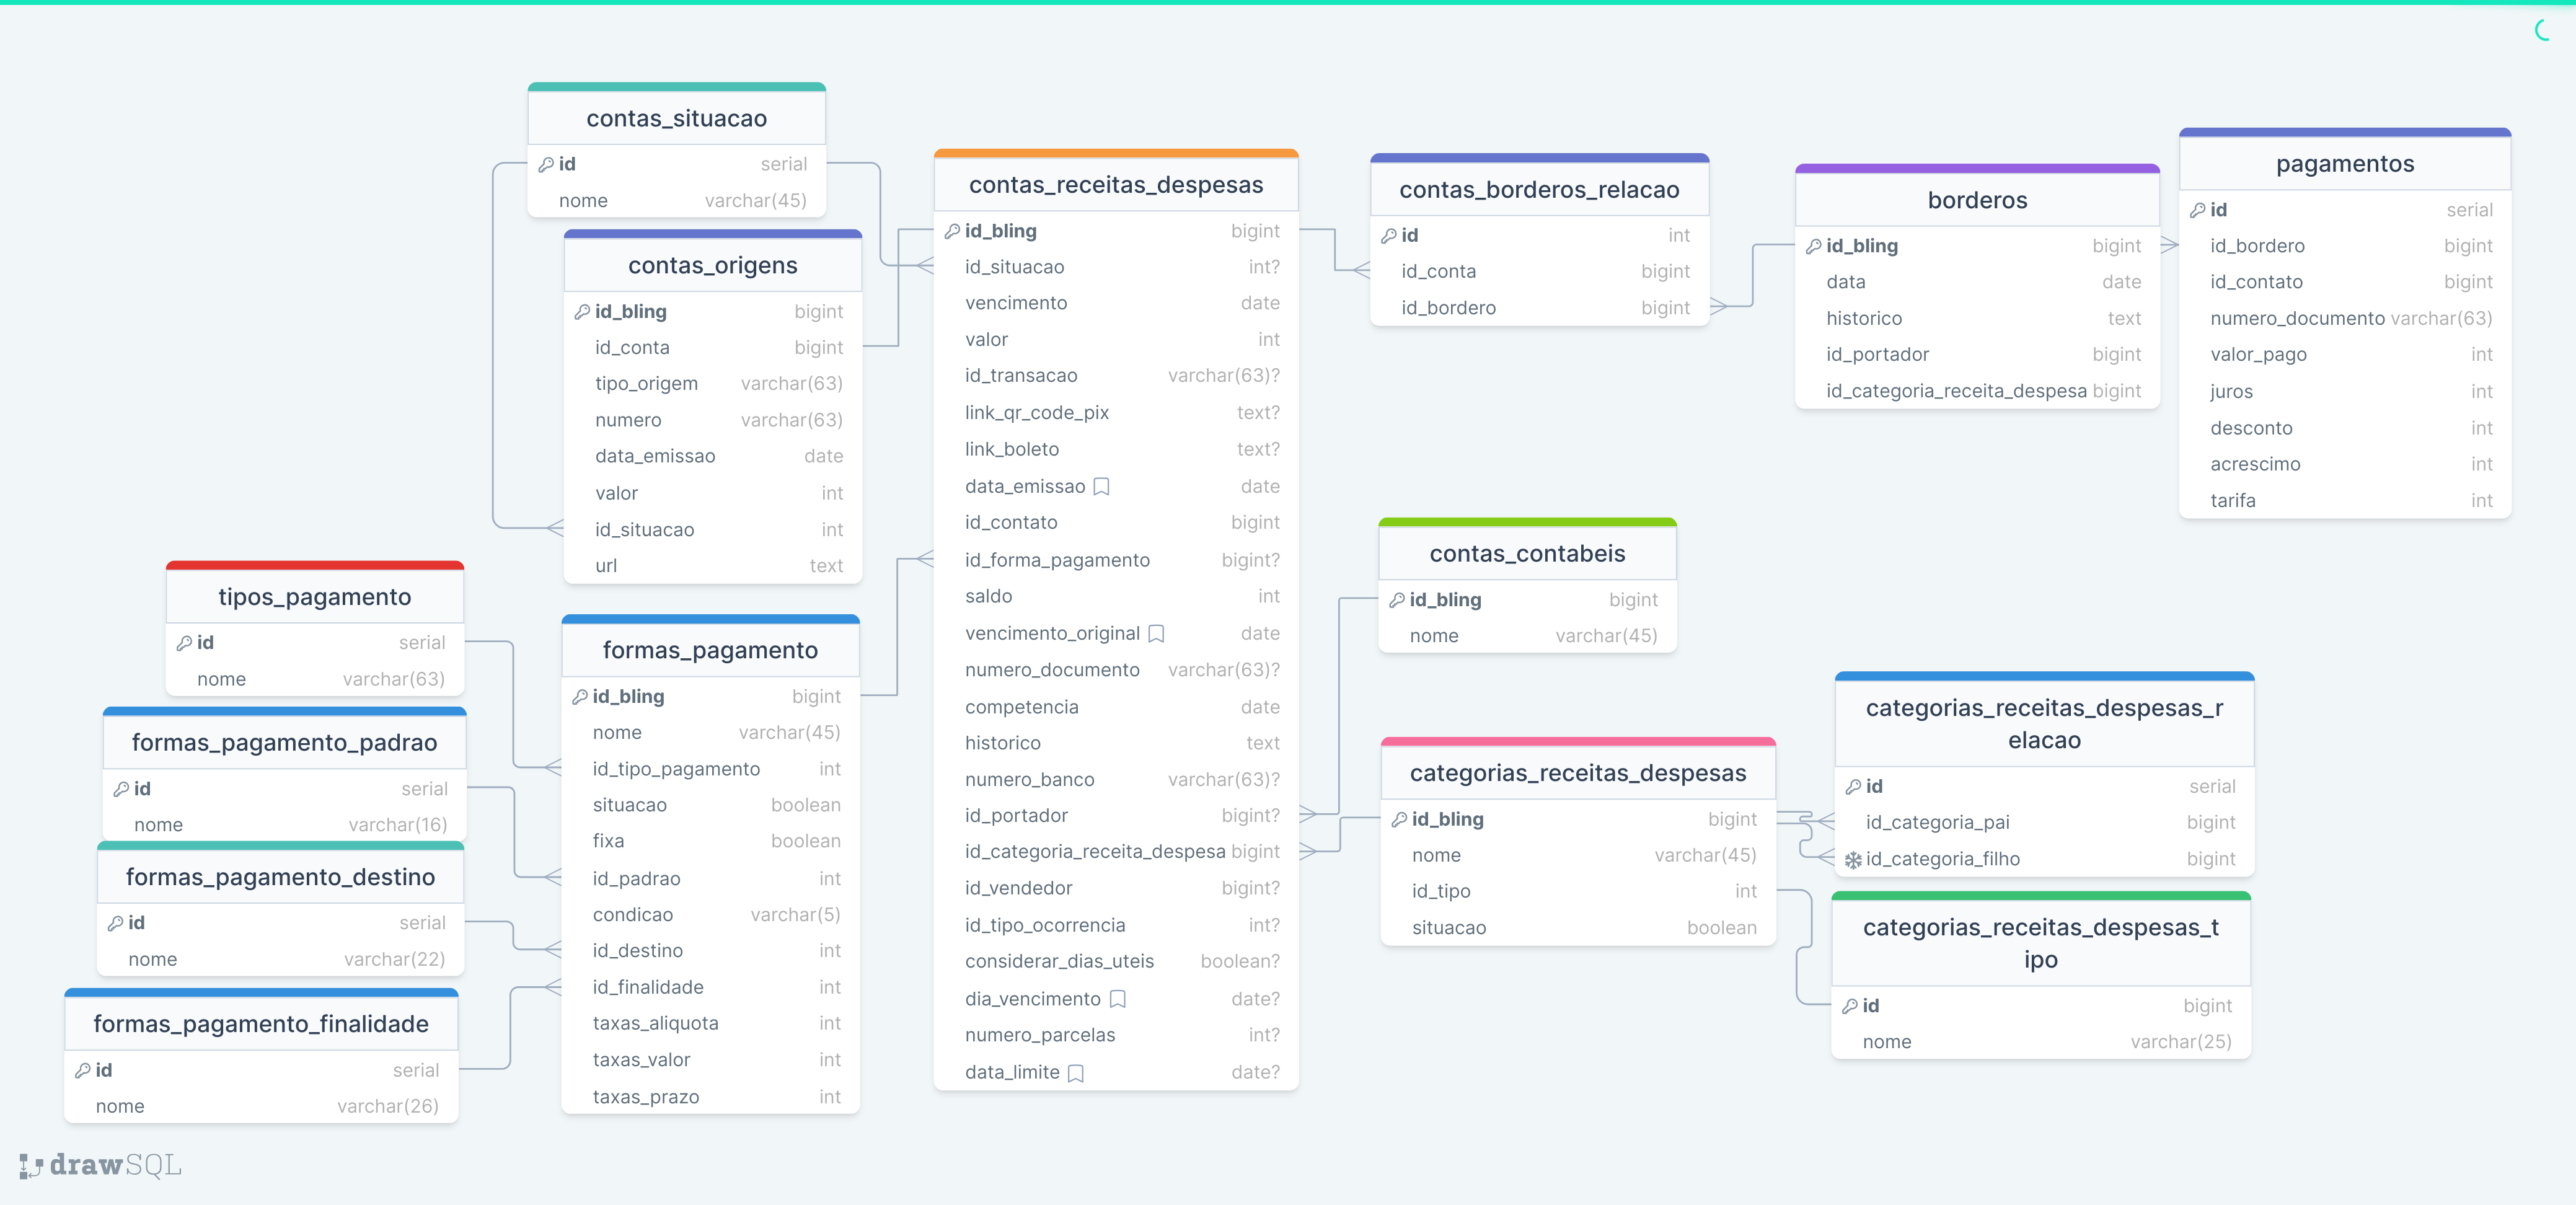 contas_situacao
id serial
nome varchar(45)
contas_origens
id_bling bigint
id_conta bigint
tipo_origem varchar(63)
numero varchar(63)
data_emissao date
valor int
id_situacao int
url text
tipos_pagamento
id serial
nome varchar(63)
formas_pagamento_padrao
id serial
nome varchar(16)
formas_pagamento_destino
id serial
nome varchar(22)
formas_pagamento_finalidade
id serial
nome varchar(26)
formas_pagamento
id_bling bigint
nome varchar(45)
id_tipo_pagamento int
situacao boolean
fixa boolean
id_padrao int
condicao varchar(5)
id_destino int
id_finalidade int
taxas_aliquota int
taxas_valor int
taxas_prazo int
contas_receitas_despesas
id_bling bigint
id_situacao int?
vencimento date
valor int
id_transacao varchar(63)?
link_qr_code_pix text?
link_boleto text?
data_emissao date
id_contato bigint
id_forma_pagamento bigint?
saldo int
vencimento_original date
numero_documento varchar(63)?
competencia date
historico text
numero_banco varchar(63)?
id_portador bigint?
id_categoria_receita_despesa bigint
id_vendedor bigint?
id_tipo_ocorrencia int?
considerar_dias_uteis boolean?
dia_vencimento date?
numero_parcelas int?
data_limite date?
contas_borderos_relacao
id int
id_conta bigint
id_bordero bigint
borderos
id_bling bigint
data date
historico text
id_portador bigint
id_categoria_receita_despesa bigint
pagamentos
id serial
id_bordero bigint
id_contato bigint
numero_documento varchar(63)
valor_pago int
juros int
desconto int
acrescimo int
tarifa int
contas_contabeis
id_bling bigint
nome varchar(45)
categorias_receitas_despesas
id_bling bigint
nome varchar(45)
id_tipo int
situacao boolean
categorias_receitas_despesas_r
elacao
id serial
id_categoria_pai bigint
id_categoria_filho bigint
categorias_receitas_despesas_t
ipo
id bigint
nome varchar(25)
drawSQL